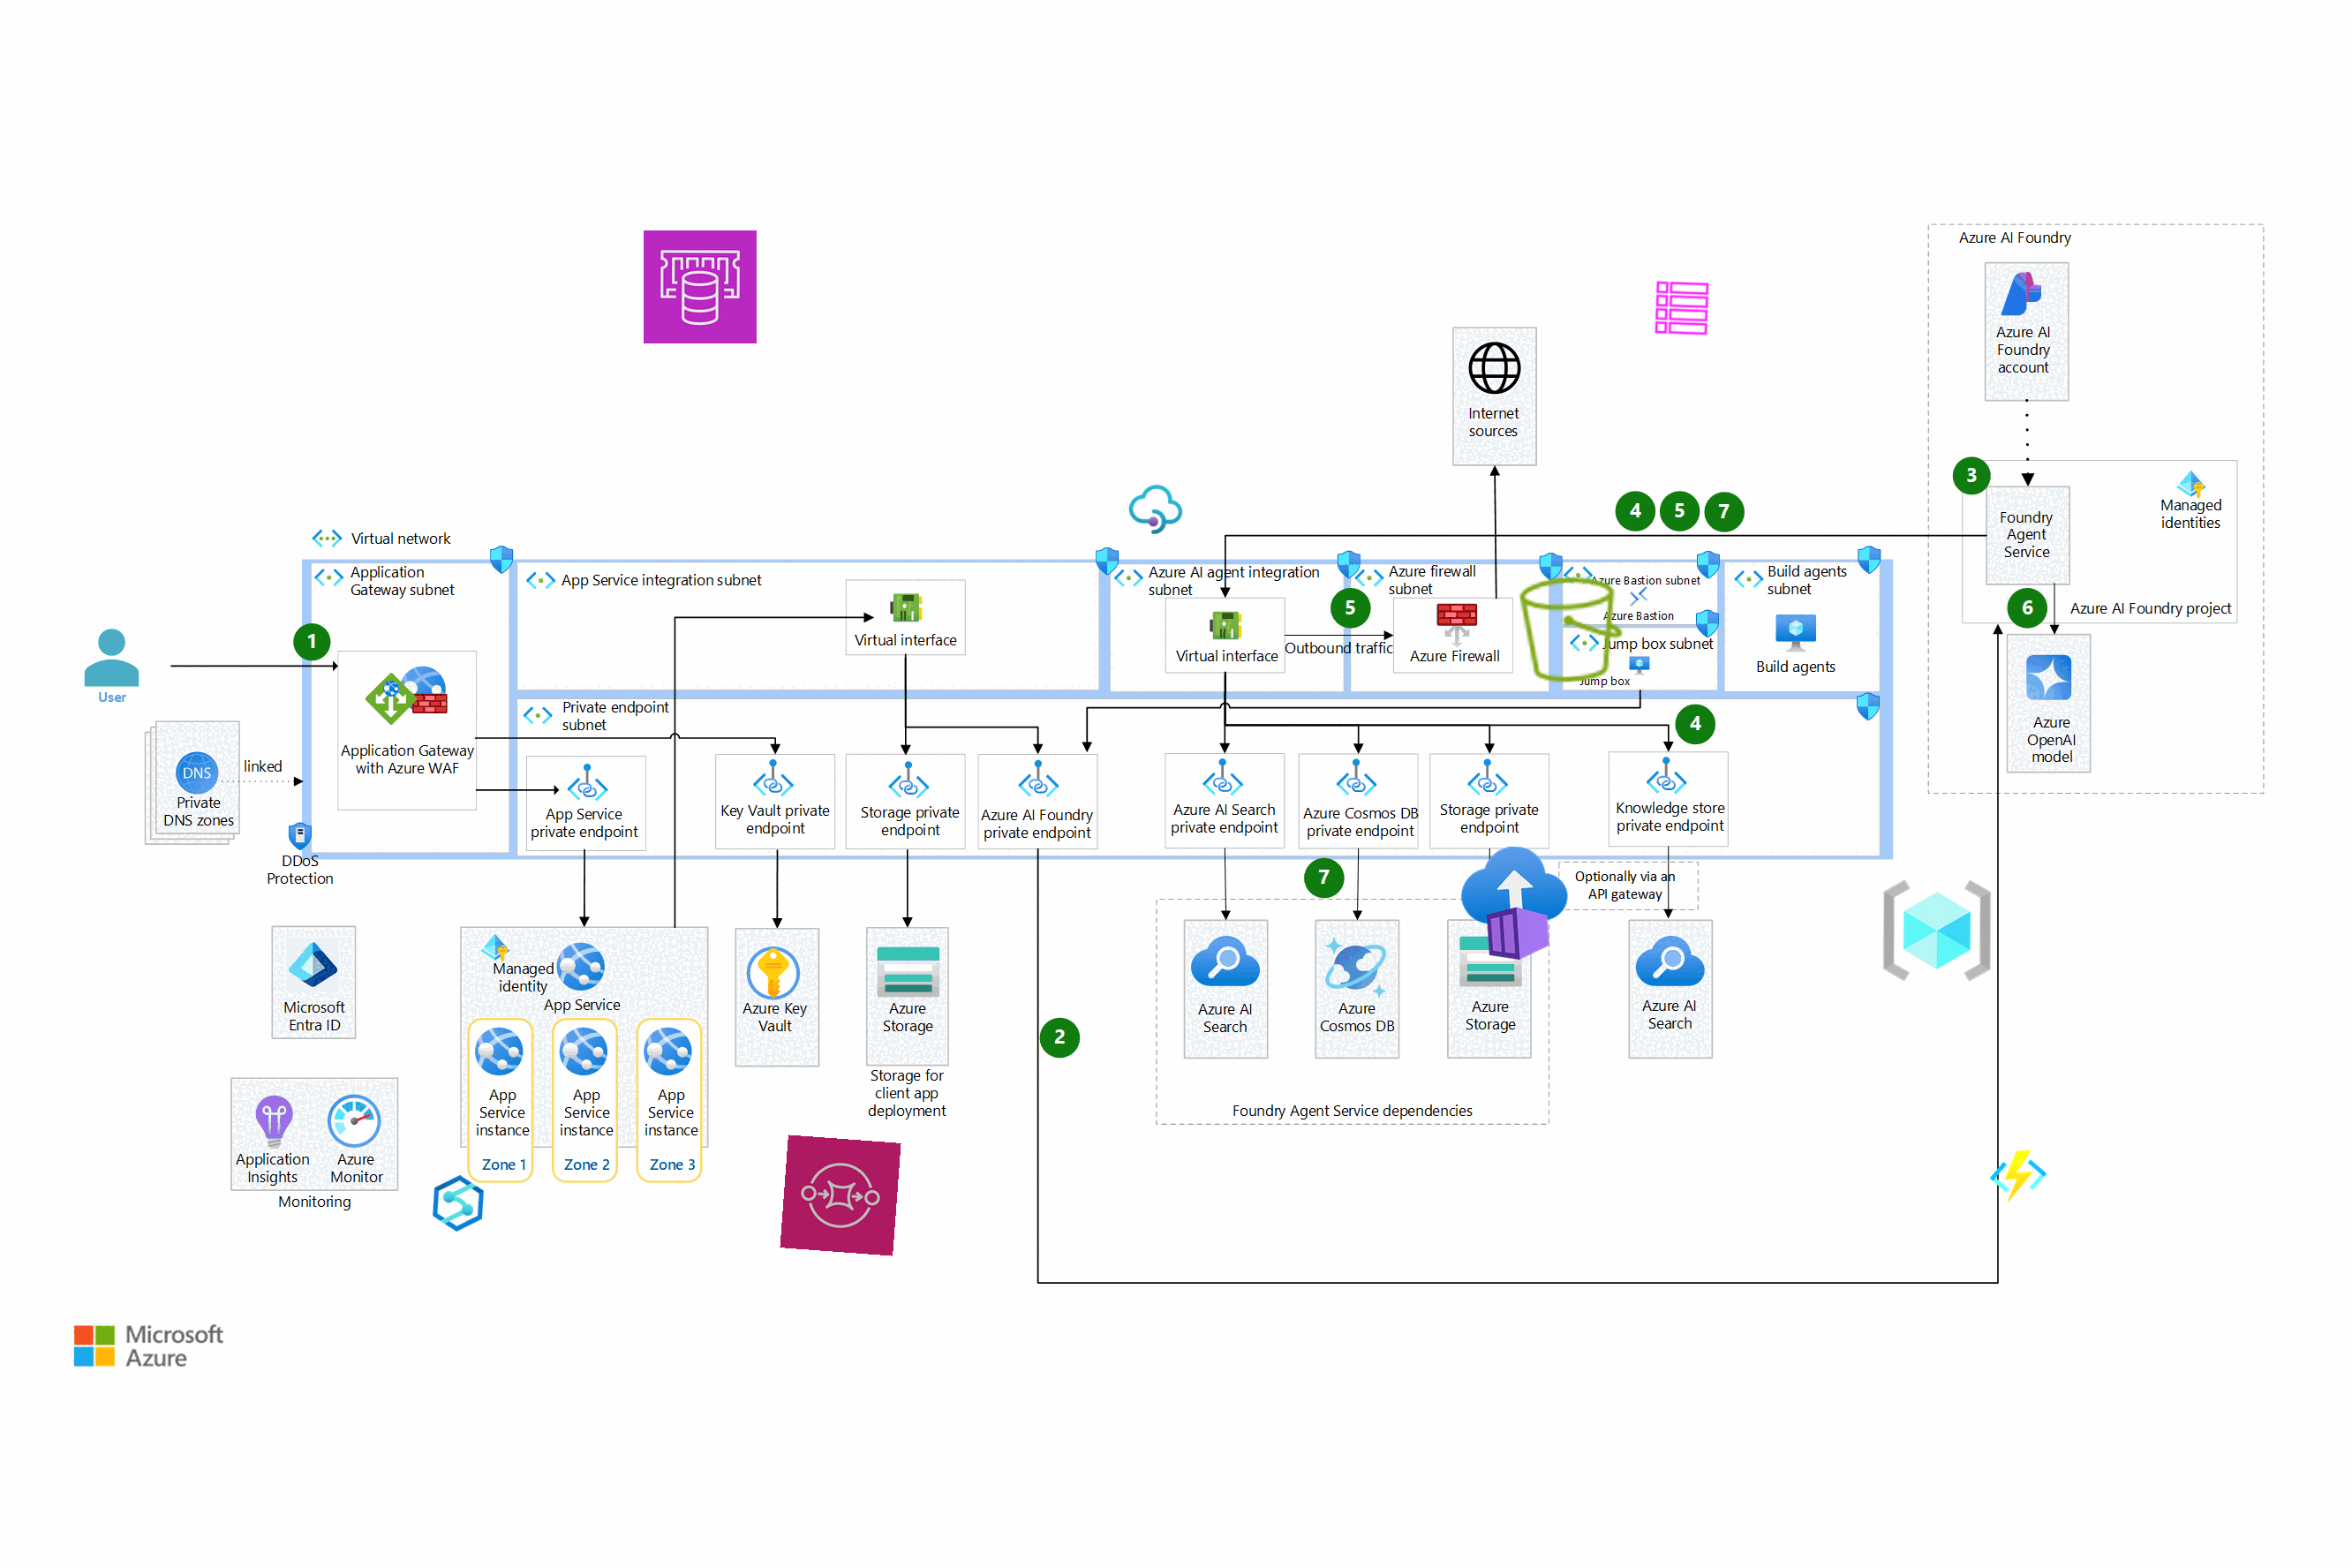 Azure AI Foundry
Azure AI
Foundry
account
Internet
sources
3
Managed
identities
4 5 7
Foundry
Agent
Service
6
Azure AI Foundry project
Azure
OpenAI
model
Virtual network
Application
Gateway subnet
App Service integration subnet
Virtual interface
Azure AI agent integration
subnet
Virtual interface
5
Outbound traffic
Azure firewall
subnet
Azure Firewall
Azure Bastion subnet
Azure Bastion
Jump box subnet
Jump box
Build agents
subnet
Build agents
User
1
Application Gateway
with Azure WAF
Private endpoint
subnet
4
DNS
Private
DNS zones
linked
DDoS
Protection
App Service
private endpoint
Key Vault private
endpoint
Storage private
endpoint
Azure AI Foundry
private endpoint
Azure AI Search
private endpoint
Azure Cosmos DB
private endpoint
Storage private
endpoint
Knowledge store
private endpoint
7
Optionally via an
API gateway
Microsoft
Entra ID
Managed
identity
App Service
App
Service
instance
Zone 1
App
Service
instance
Zone 2
App
Service
instance
Zone 3
Azure Key
Vault
Azure
Storage
Storage for
client app
deployment
2
Azure AI
Search
Azure
Cosmos DB
Azure
Storage
Azure AI
Search
Foundry Agent Service dependencies
Application
Insights
Azure
Monitor
Monitoring
Microsoft
Azure